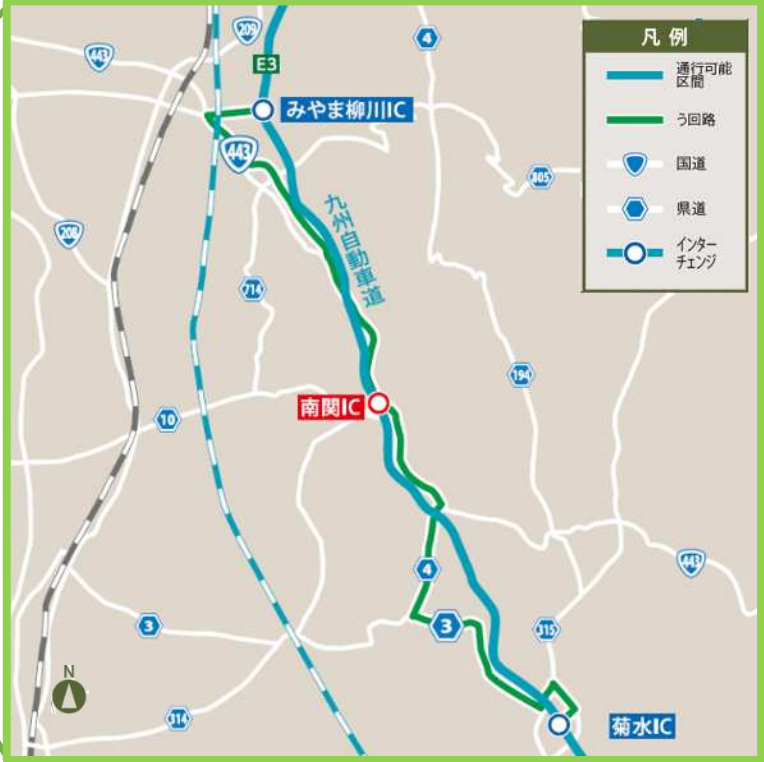 209
443
4
E3
みやま柳川IC
443
805
208
九州自動車道
714
194
南関IC
10
4
443
3
3
315
N
314
菊水IC
凡例
通行可能
区間
う回路
国道
県道
インター
チェンジ